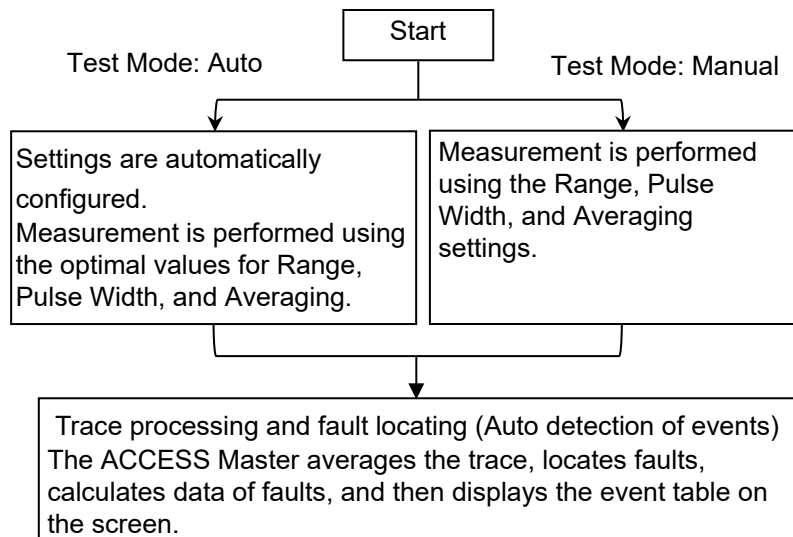 Start
Test Mode: Auto
Test Mode: Manual
Settings are automatically
configured.
Measurement is performed using
the optimal values for Range,
Pulse Width, and Averaging.
Measurement is performed
using the Range, Pulse
Width, and Averaging
settings.
Trace processing and fault locating (Auto detection of events)
The ACCESS Master averages the trace, locates faults,
calculates data of faults, and then displays the event table on
the screen.